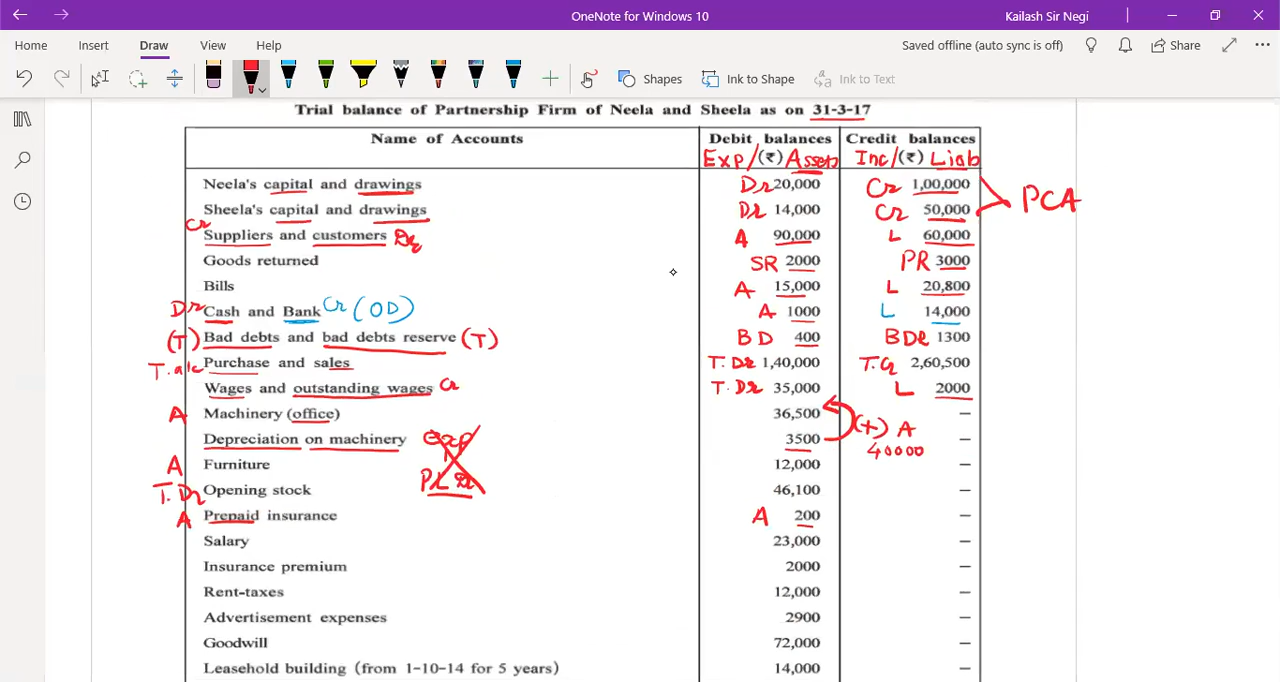 OneNote for Windows 10
Kailash Sir Negi
Home Insert Draw View Help
Saved offline (auto sync is off) Share
Shapes Ink to Shape Ink to Text
Trial balance of Partnership Firm of Neela and Sheela as on 31-3-17
Name of Accounts Debit balances Credit balances
Exp/(₹) Assets Inc/(₹) Liab
Neela's capital and drawings Dr 20,000 Cr 1,00,000
PCA
Sheela's capital and drawings Dr 14,000 Cr 50,000
Cr Suppliers and customers Dr A 90,000 L 60,000
Goods returned SR 2000 PR 3000
Bills A 15,000 L 20,800
Dr Cash and Bank Cr (OD) A 1000 L 14,000
(T) Bad debts and bad debts reserve (T) BD 400 BDR 1300
T. a/c Purchase and sales T. Dr 1,40,000 T. Cr 2,60,500
Wages and outstanding wages Cr T. Dr 35,000 L 2000
A Machinery (office) 36,500 –
(+) A
Depreciation on machinery exp 3500 –
40000
A Furniture 12,000 –
PL Dr
T. Dr Opening stock 46,100 –
A Prepaid insurance A 200 –
Salary 23,000 –
Insurance premium 2000 –
Rent-taxes 12,000 –
Advertisement expenses 2900 –
Goodwill 72,000 –
Leasehold building (from 1-10-14 for 5 years) 14,000 –